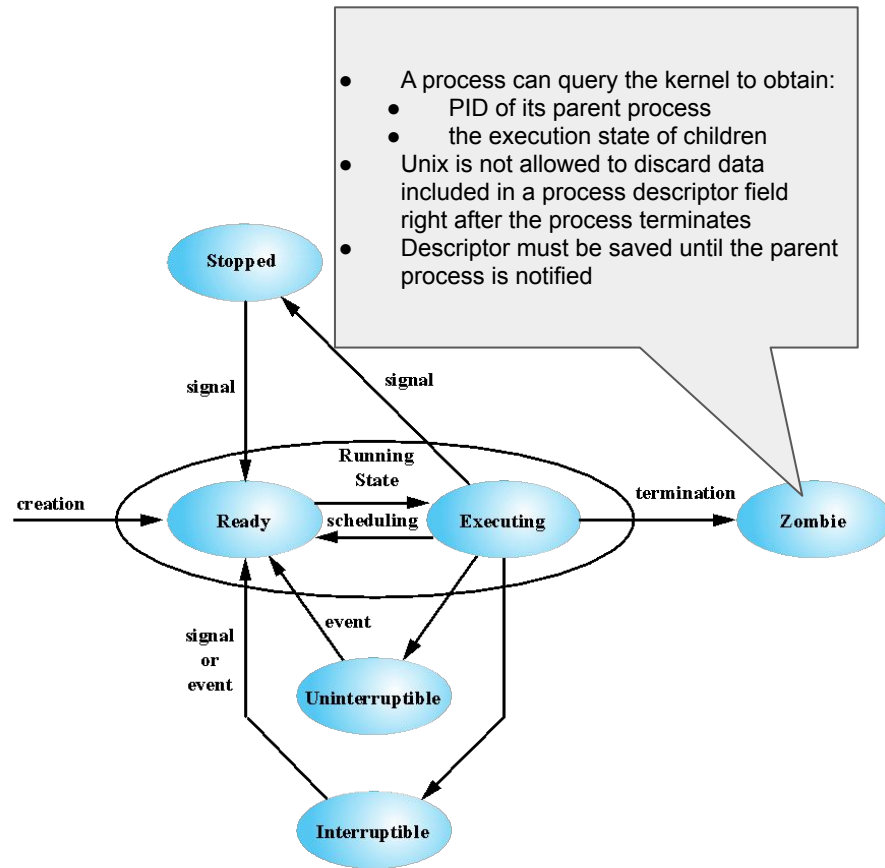 ● A process can query the kernel to obtain:
● PID of its parent process
● the execution state of children
● Unix is not allowed to discard data
included in a process descriptor field
right after the process terminates
● Descriptor must be saved until the parent
process is notified
Stopped
signal
signal
Running
State
creation
termination
Ready
scheduling
Executing
Zombie
event
signal
or
event
Uninterruptible
Interruptible